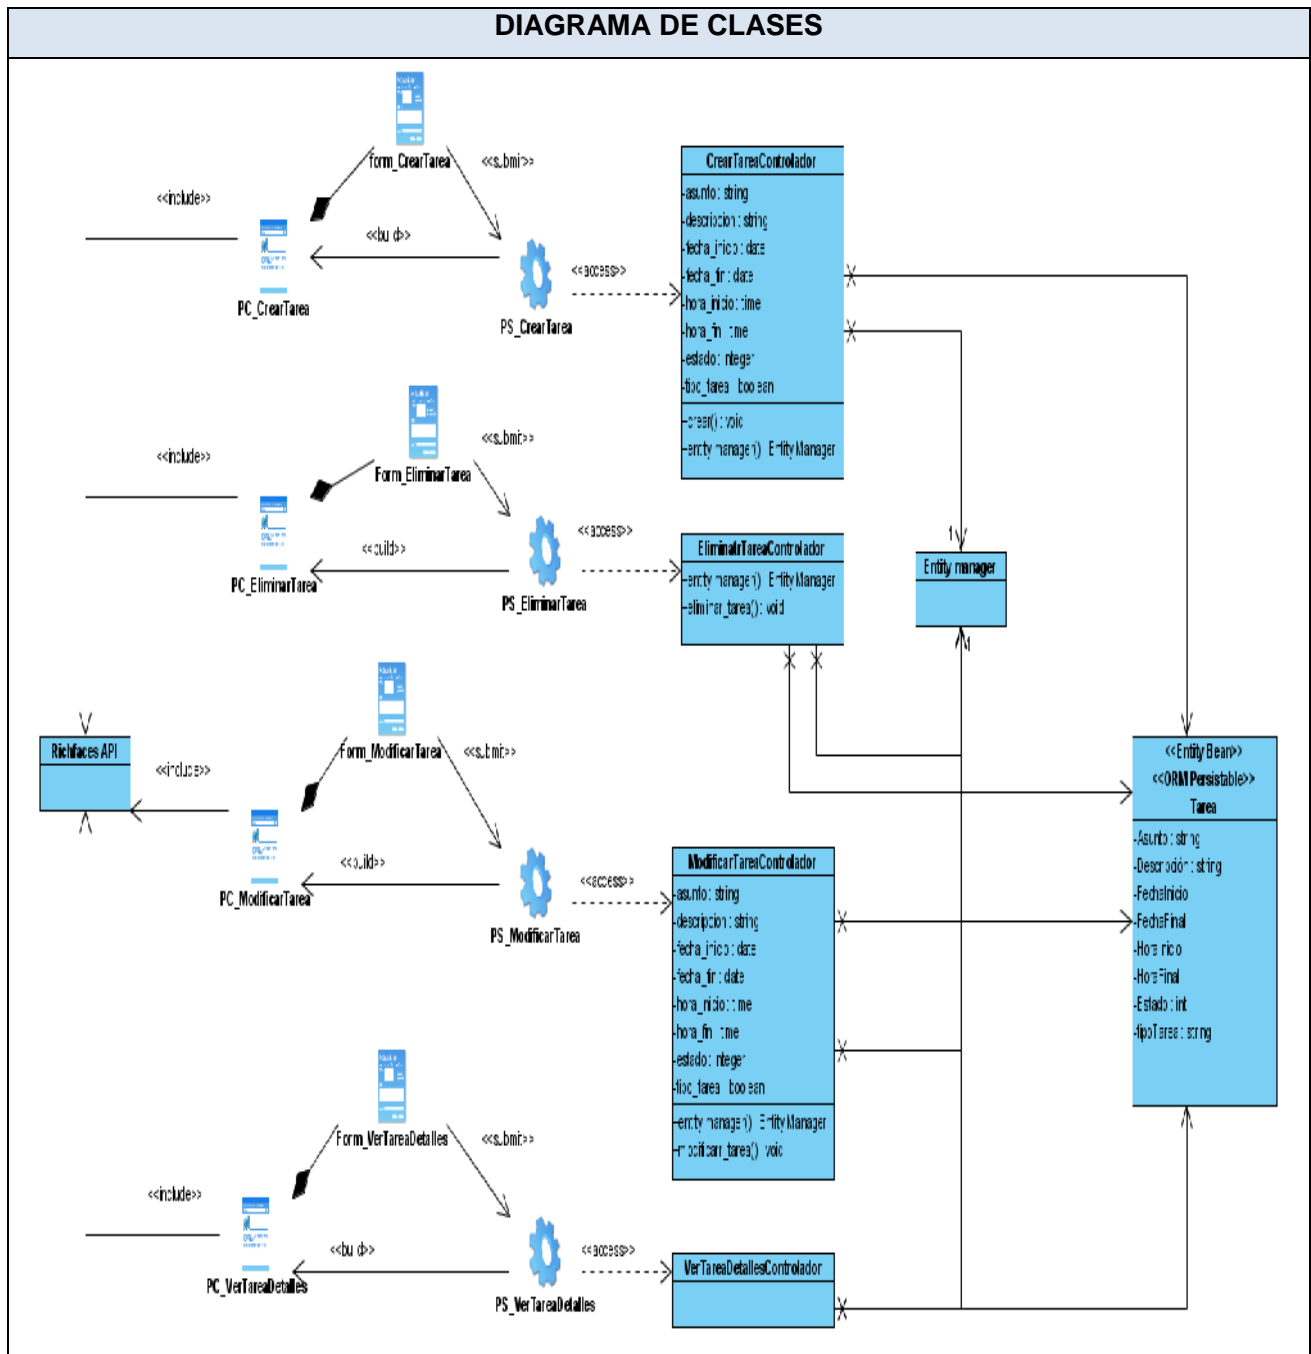 DIAGRAMA DE CLASES
form_CrearTarea
<<submit>>
<<include>>
<<build>>
PC_CrearTarea
<<access>>
PS_CrearTarea
CrearTareaControlador
-asunto : string
-descripcion : string
-fecha_inicio : date
-fecha_fin : date
-hora_inicio : time
-hora_fin : time
-estado : integer
-tipo_tarea : boolean
+crear() : void
+entity manager() : EntityManager
<<submit>>
<<include>>
Form_EliminarTarea
<<build>>
PC_EliminarTarea
<<access>>
PS_EliminarTarea
EliminatrTareaControlador
+entity manager() : EntityManager
+eliminar_tarea() : void
1
Entity manager
1
Richfaces API
<<include>>
Form_ModificarTarea
<<submit>>
<<build>>
PC_ModificarTarea
<<access>>
PS_ModificarTarea
ModificarTareaControlador
-asunto : string
-descripcion : string
-fecha_inicio : date
-fecha_fin : date
-hora_inicio : time
-hora_fin : time
-estado : integer
-tipo_tarea : boolean
+entity manager() : EntityManager
+modificarr_tarea() : void
<<Entity Bean>>
<<ORM Persistable>>
Tarea
-Asunto : string
-Descripción : string
-FechaInicio
-FechaFinal
-HoraInicio
-HoraFinal
-Estado : int
-tipoTarea : string
Form_VerTareaDetalles
<<submit>>
<<include>>
<<build>>
PC_VerTareaDetalles
<<access>>
PS_VerTareaDetalles
VerTareaDetallesControlador